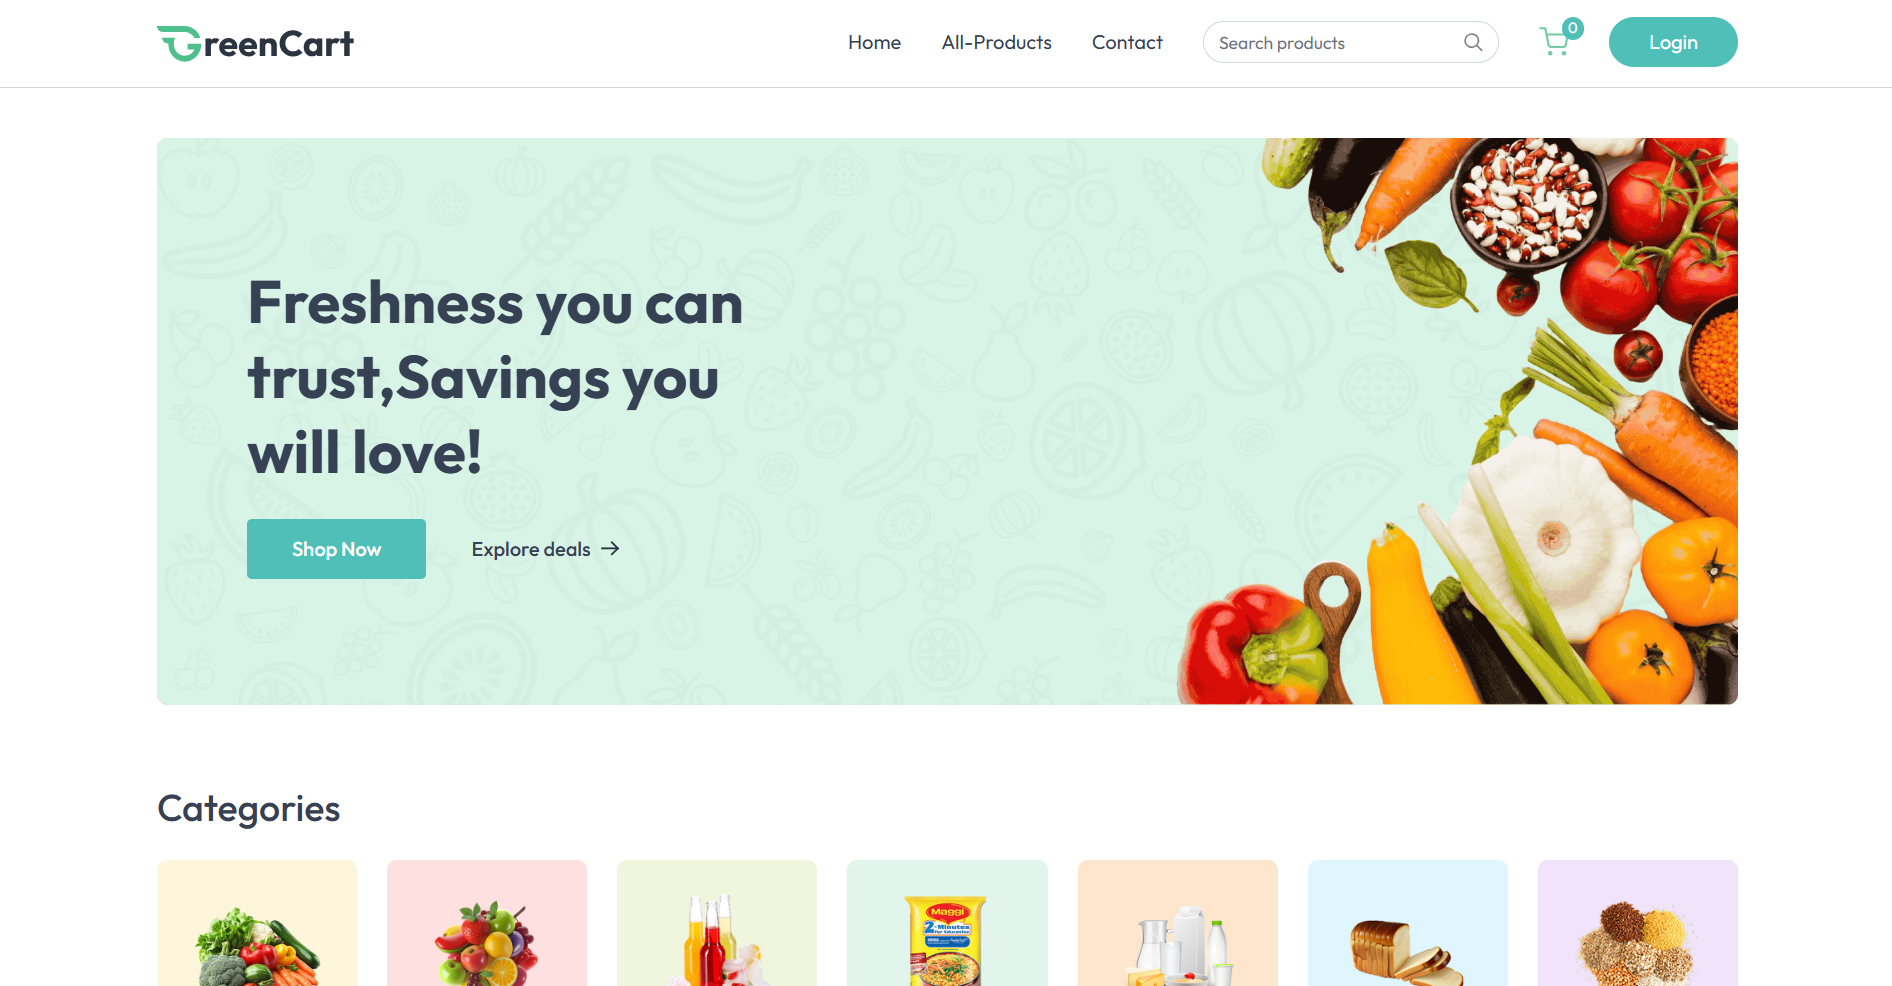 GreenCart
Home
All-Products
Contact
Search products
0
Login
Freshness you can
trust,Savings you
will love!
Shop Now
Explore deals
Categories
Maggi
2-Minutes